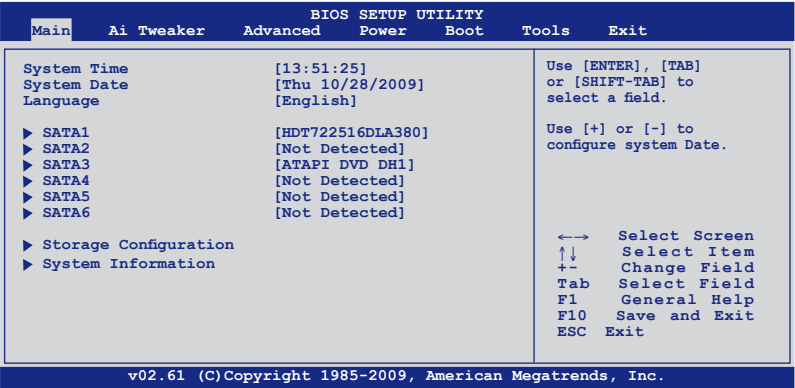 BIOS SETUP UTILITY
Main Ai Tweaker Advanced Power Boot Tools Exit
System Time [13:51:25]
System Date [Thu 10/28/2009]
Language [English]
SATA1 [HDT722516DLA380]
SATA2 [Not Detected]
SATA3 [ATAPI DVD DH1]
SATA4 [Not Detected]
SATA5 [Not Detected]
SATA6 [Not Detected]
Storage Configuration
System Information
Use [ENTER], [TAB]
or [SHIFT-TAB] to
select a field.
Use [+] or [-] to
configure system Date.
←→ Select Screen
↑↓ Select Item
+- Change Field
Tab Select Field
F1 General Help
F10 Save and Exit
ESC Exit
v02.61 (C)Copyright 1985-2009, American Megatrends, Inc.